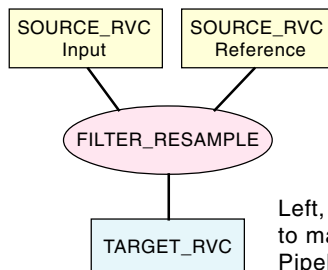 SOURCE_RVC
Input
SOURCE_RVC
Reference
FILTER_RESAMPLE
TARGET_RVC
Left,
to ma
Pipel